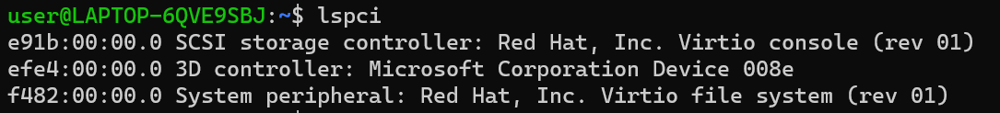 user@LAPTOP-6QVE9SBJ:~$ lspci
e91b:00:00.0 SCSI storage controller: Red Hat, Inc. Virtio console (rev 01)
efe4:00:00.0 3D controller: Microsoft Corporation Device 008e
f482:00:00.0 System peripheral: Red Hat, Inc. Virtio file system (rev 01)